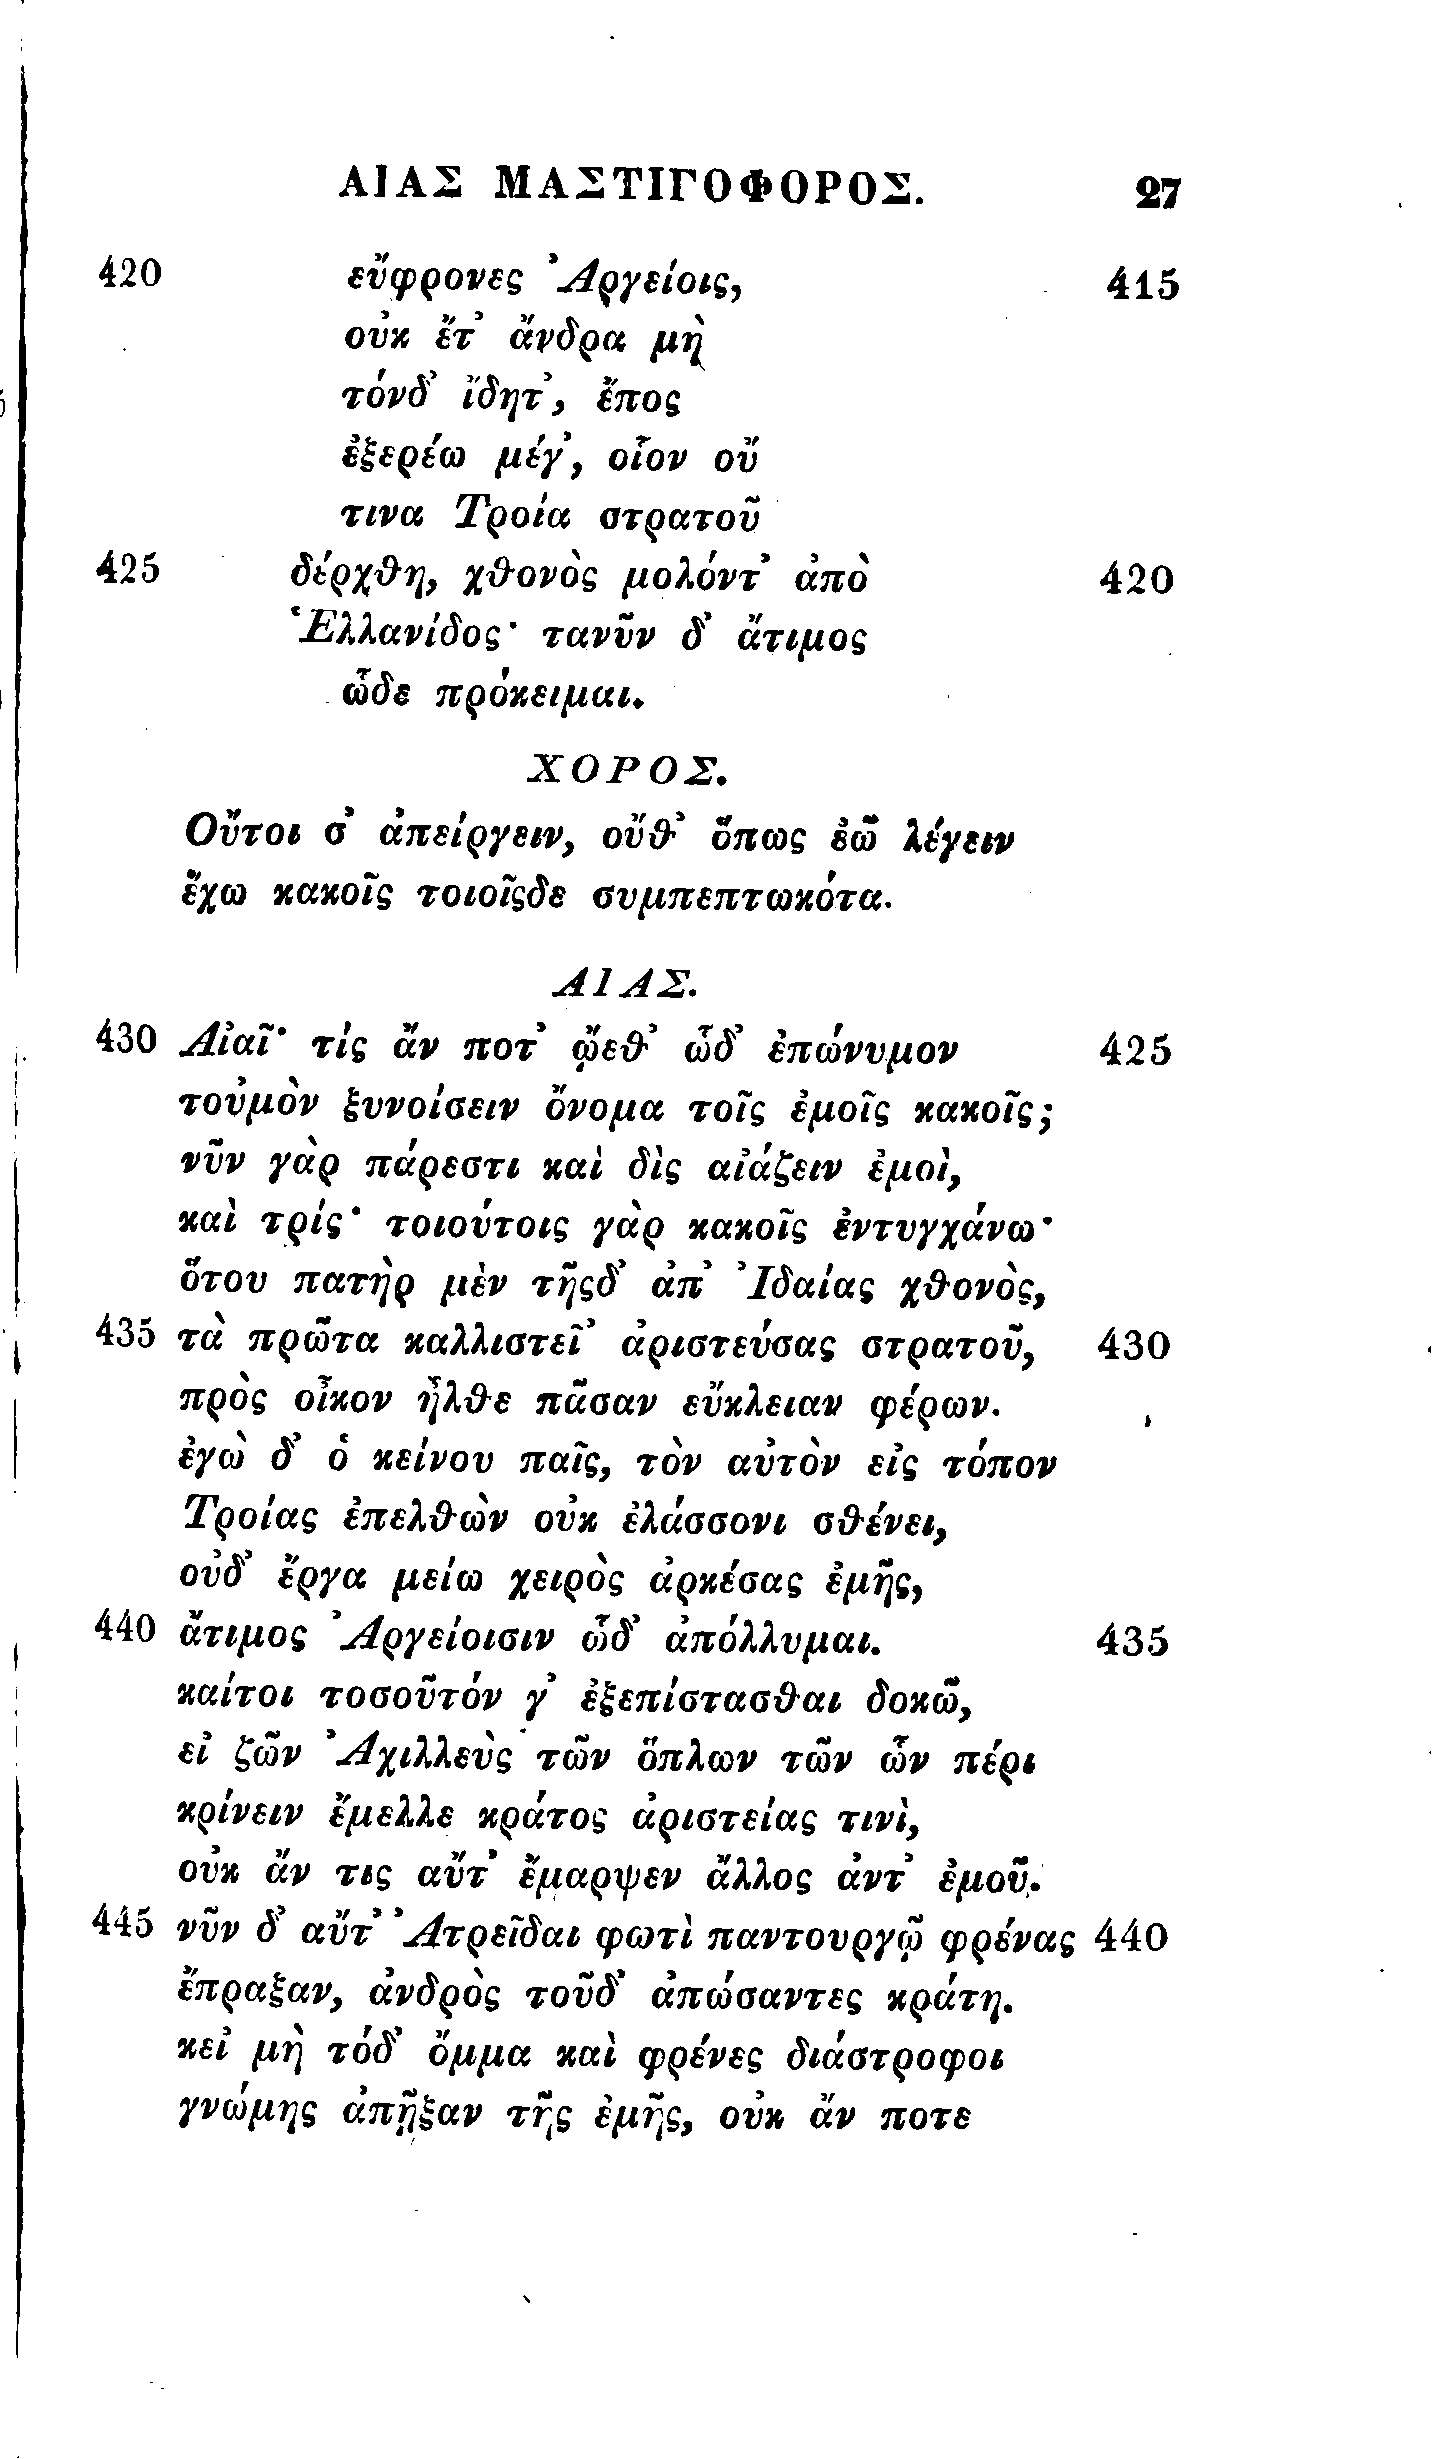 ΑΙΑΣ ΜΑΣΤΙΓΟΦΟΡΟΣ. 27
420 εὔφρονες Ἀργείοις, 415
οὐκ ἔτ᾽ ἄνδρα μὴ
τόνδ᾽ ἴδητ᾽, ἔπος
ἐξερέω μέγ᾽, οἷον οὔ
τινα Τροία στρατοῦ
425 δέρχθη, χθονὸς μολόντ᾽ ἀπὸ 420
Ἑλλανίδος· τανῦν δ᾽ ἄτιμος
ὧδε πρόκειμαι.
ΧΟΡΟΣ.
Οὔτοι σ᾽ ἀπείργειν, οὔθ᾽ ὅπως ἐῶ λέγειν
ἔχω κακοῖς τοιοῖςδε συμπεπτωκότα.
ΑΙΑΣ.
430 Αἰαῖ· τίς ἄν ποτ᾽ ᾤεθ᾽ ὧδ᾽ ἐπώνυμον 425
τοὐμὸν ξυνοίσειν ὄνομα τοῖς ἐμοῖς κακοῖς;
νῦν γὰρ πάρεστι καὶ δὶς αἰάζειν ἐμοὶ,
καὶ τρίς· τοιούτοις γὰρ κακοῖς ἐντυγχάνω·
ὅτου πατὴρ μὲν τῆςδ᾽ ἀπ᾽ Ἰδαίας χθονὸς,
435 τὰ πρῶτα καλλιστεῖ᾽ ἀριστεύσας στρατοῦ, 430
πρὸς οἶκον ἦλθε πᾶσαν εὔκλειαν φέρων.
ἐγὼ δ᾽ ὁ κείνου παῖς, τὸν αὐτὸν εἰς τόπον
Τροίας ἐπελθὼν οὐκ ἐλάσσονι σθένει,
οὐδ᾽ ἔργα μείω χειρὸς ἀρκέσας ἐμῆς,
440 ἄτιμος Ἀργείοισιν ὧδ᾽ ἀπόλλυμαι. 435
καίτοι τοσοῦτόν γ᾽ ἐξεπίστασθαι δοκῶ,
εἰ ζῶν Ἀχιλλεὺς τῶν ὅπλων τῶν ὧν πέρι
κρίνειν ἔμελλε κράτος ἀριστείας τινὶ,
οὐκ ἄν τις αὔτ᾽ ἔμαρψεν ἄλλος ἀντ᾽ ἐμοῦ.
445 νῦν δ᾽ αὔτ᾽ Ἀτρεῖδαι φωτὶ παντουργῷ φρένας 440
ἔπραξαν, ἀνδρὸς τοῦδ᾽ ἀπώσαντες κράτη.
κεἰ μὴ τόδ᾽ ὄμμα καὶ φρένες διάστροφοι
γνώμης ἀπῇξαν τῆς ἐμῆς, οὐκ ἄν ποτε